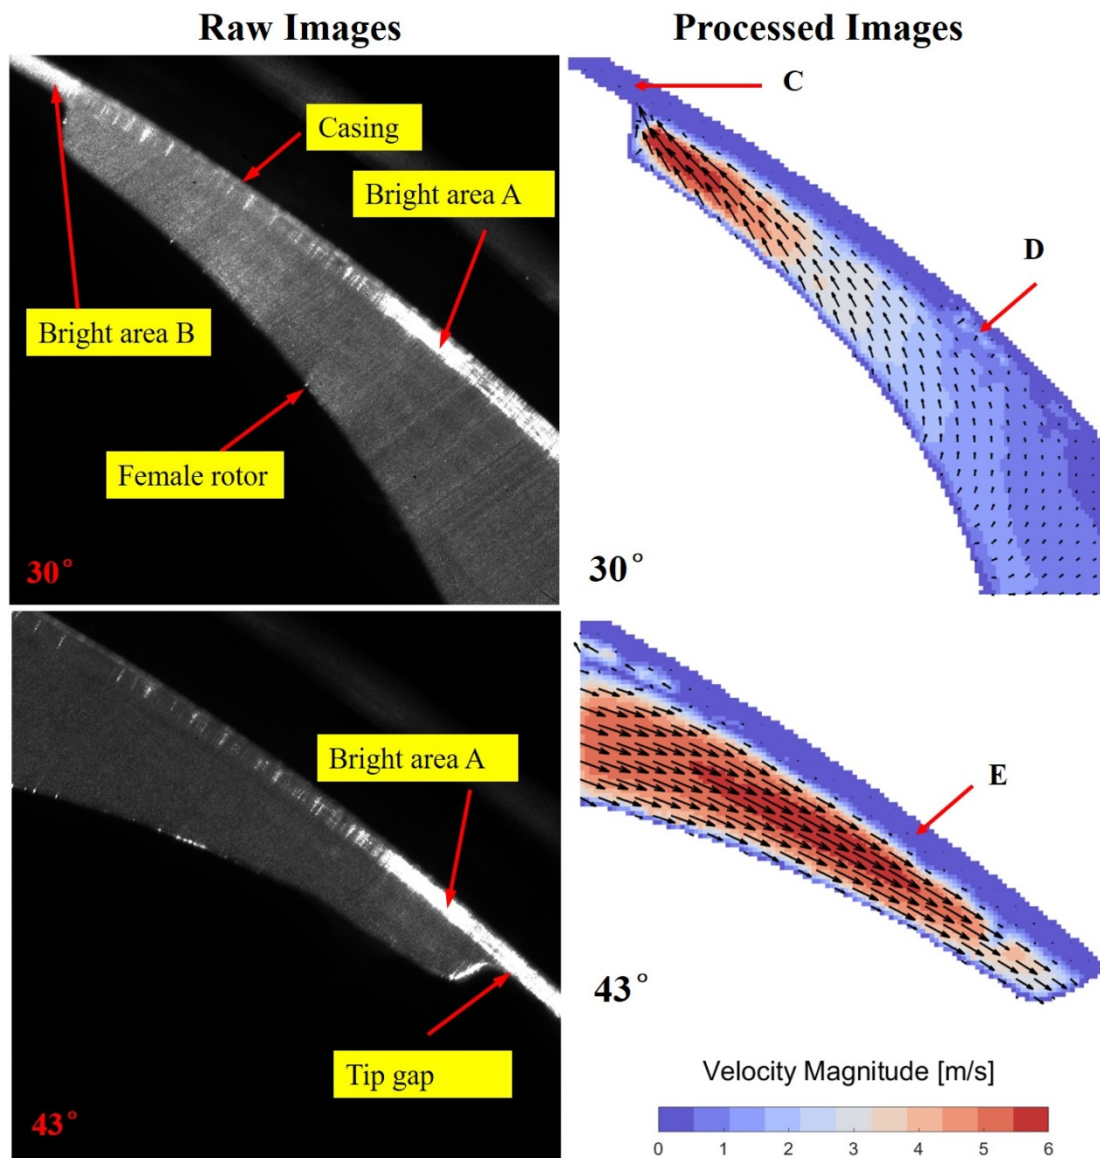 Raw Images
Processed Images
Casing
Bright area A
Bright area B
Female rotor
30°
C
D
30°
Bright area A
Tip gap
43°
E
43°
Velocity Magnitude [m/s]
0 1 2 3 4 5 6